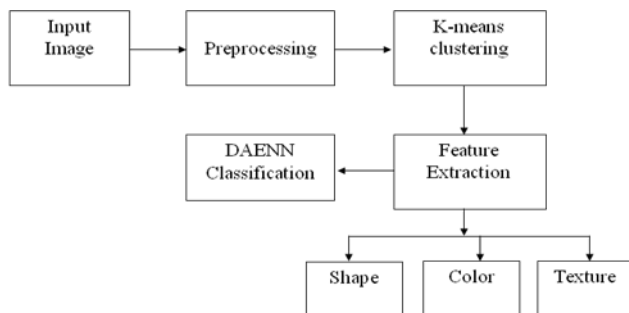 Input
Image
Preprocessing
K-means
clustering
DAENN
Classification
Feature
Extraction
Shape
Color
Texture